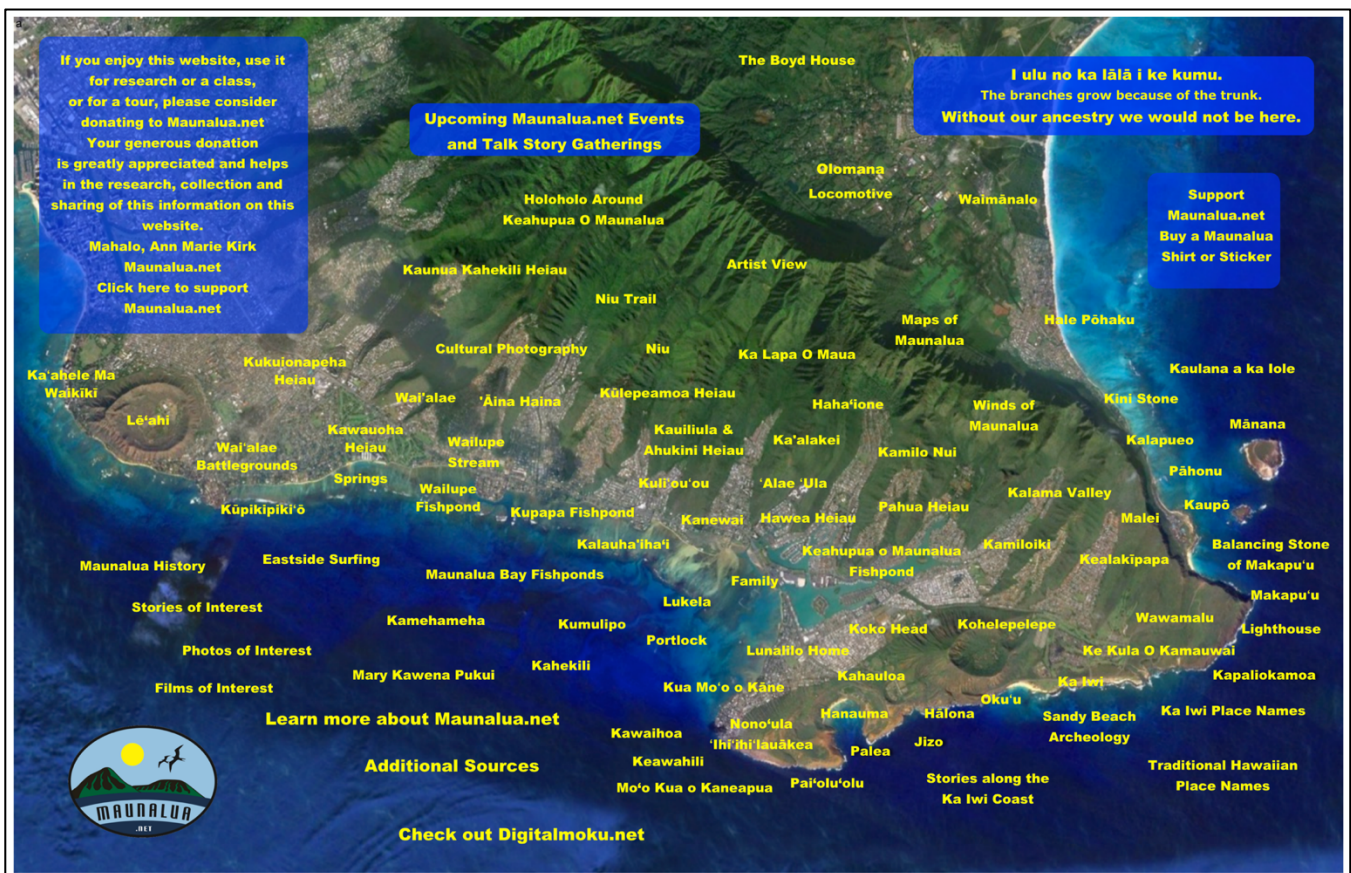 a
If you enjoy this website, use it
for research or a class,
or for a tour, please consider
donating to Maunalua.net
Your generous donation
is greatly appreciated and helps
in the research, collection and
sharing of this information on this
website.
Mahalo, Ann Marie Kirk
Maunalua.net
Click here to support
Maunalua.net
The Boyd House
I ulu no ka lālā i ke kumu.
The branches grow because of the trunk.
Without our ancestry we would not be here.
Upcoming Maunalua.net Events
and Talk Story Gatherings
Olomana
Locomotive
Waimānalo
Support
Maunalua.net
Buy a Maunalua
Shirt or Sticker
Holoholo Around
Keahupua O Maunalua
Kaunua Kahekili Heiau
Artist View
Niu Trail
Maps of
Maunalua
Hale Pōhaku
Cultural Photography
Niu
Ka Lapa O Maua
Kukuionapeha
Heiau
Ka'ahele Ma
Waikīkī
Kaulana a ka Iole
Wai'alae
'Āina Haina
Kūlepeamoa Heiau
Haha'ione
Winds of
Maunalua
Kini Stone
Lē'ahi
Mānana
Kawauoha
Heiau
Kauiliula &
Ahukini Heiau
Ka'alakei
Kalapueo
Wai'alae
Battlegrounds
Wailupe
Stream
Kamilo Nui
Pāhonu
Springs
Wailupe
Fishpond
Kuli'ou'ou
'Alae 'Ula
Kalama Valley
Kūpikipiki'ō
Kupapa Fishpond
Kanewai
Hawea Heiau
Pahua Heiau
Malei
Kaupō
Kalauha'iha'i
Keahupua o Maunalua
Fishpond
Kamiloiki
Kealakīpapa
Balancing Stone
of Makapu'u
Maunalua History
Eastside Surfing
Maunalua Bay Fishponds
Family
Makapu'u
Lighthouse
Stories of Interest
Kamehameha
Kumulipo
Lukela
Portlock
Koko Head
Kohelepelepe
Wawamalu
Photos of Interest
Lunalilo Home
Ke Kula O Kamauwai
Films of Interest
Mary Kawena Pukui
Kahekili
Kua Mo'o o Kāne
Kahauloa
Ka Iwi
Kapaliokamoa
Learn more about Maunalua.net
Oku'u
Nono'ula
Hanauma
Hālona
Sandy Beach
Archeology
Ka Iwi Place Names
Kawaihoa
'Ihi'ihi'lauākea
Palea
Jizo
Additional Sources
Keawahili
Mo'o Kua o Kaneapua
Pai'olu'olu
Stories along the
Ka Iwi Coast
Traditional Hawaiian
Place Names
MAUNALUA
.NET
Check out Digitalmoku.net